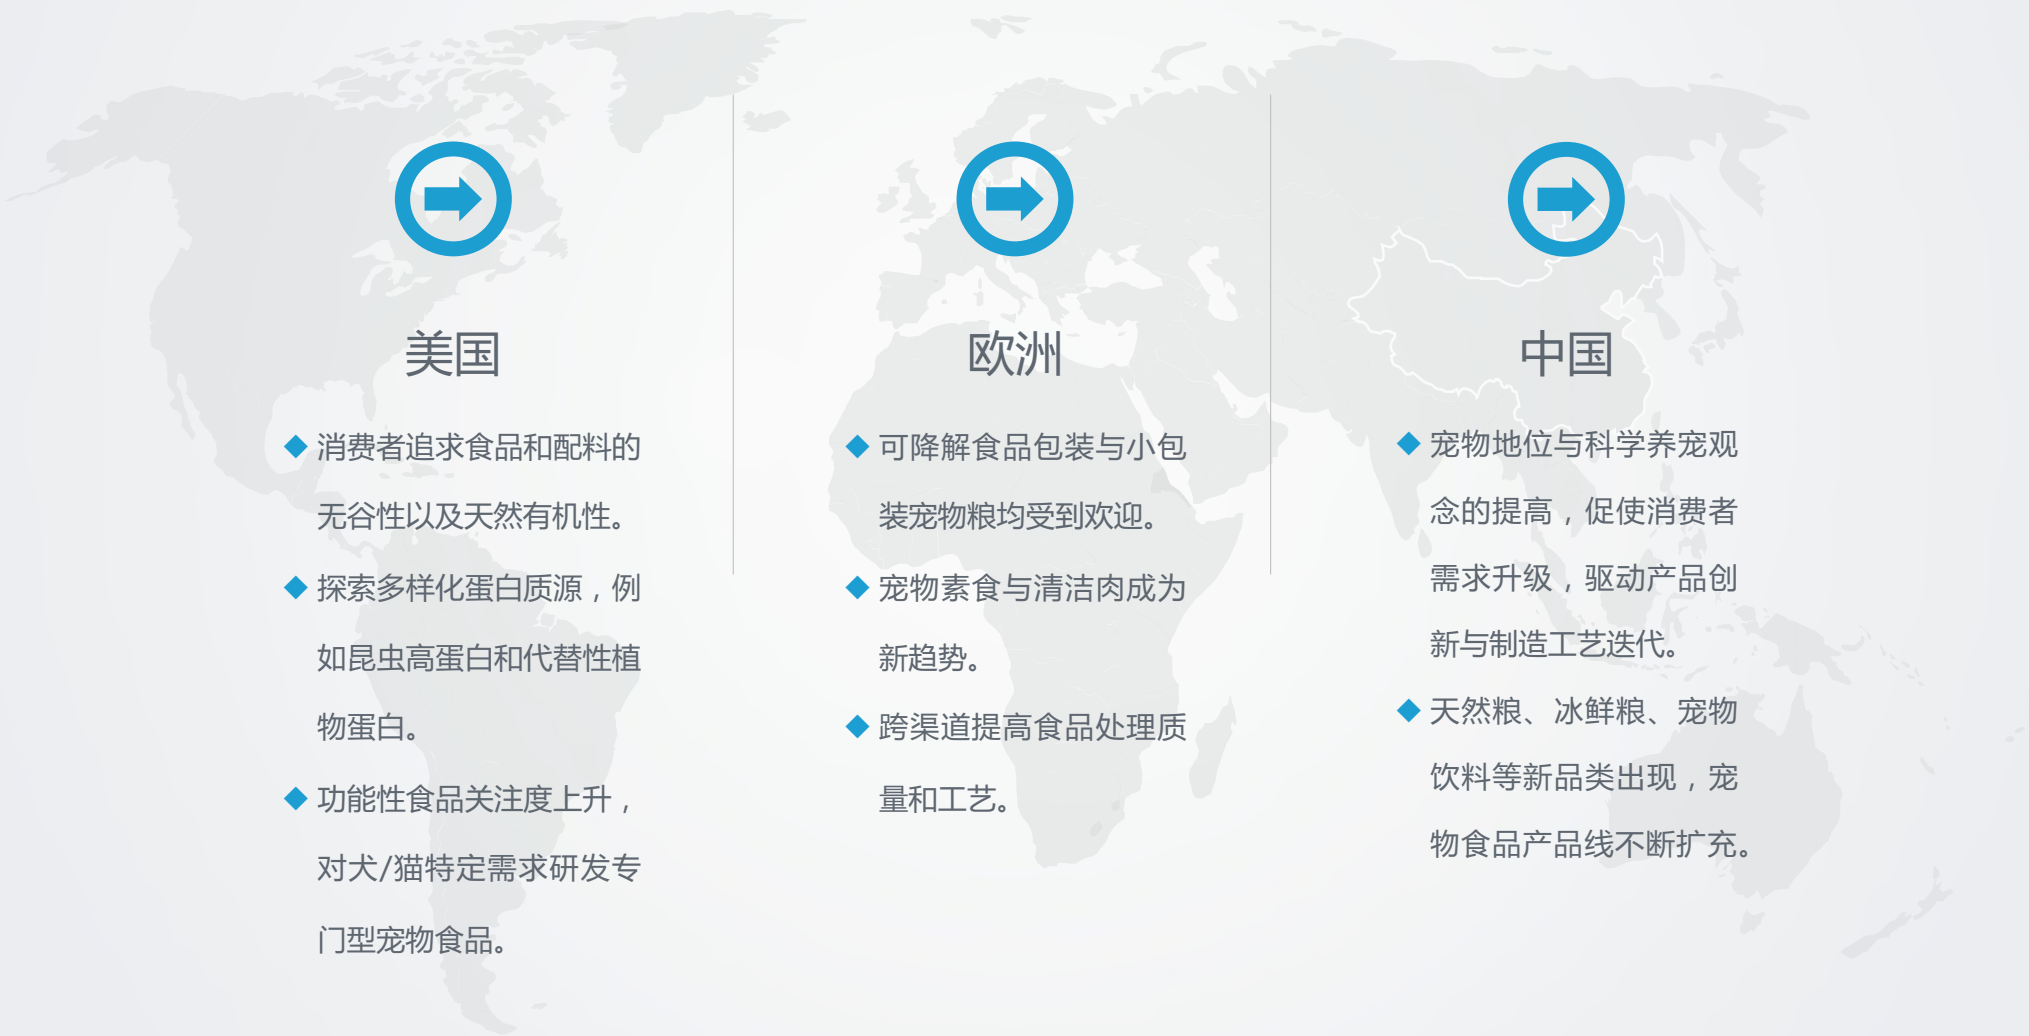 美国
消费者追求食品和配料的
无谷性以及天然有机性。
探索多样化蛋白质源，例
如昆虫高蛋白和代替性植
物蛋白。
功能性食品关注度上升，
对犬/猫特定需求研发专
门型宠物食品。
欧洲
可降解食品包装与小包
装宠物粮均受到欢迎。
宠物素食与清洁肉成为
新趋势。
跨渠道提高食品处理质
量和工艺。
中国
宠物地位与科学养宠观
念的提高，促使消费者
需求升级，驱动产品创
新与制造工艺迭代。
天然粮、冰鲜粮、宠物
饮料等新品类出现，宠
物食品产品线不断扩充。